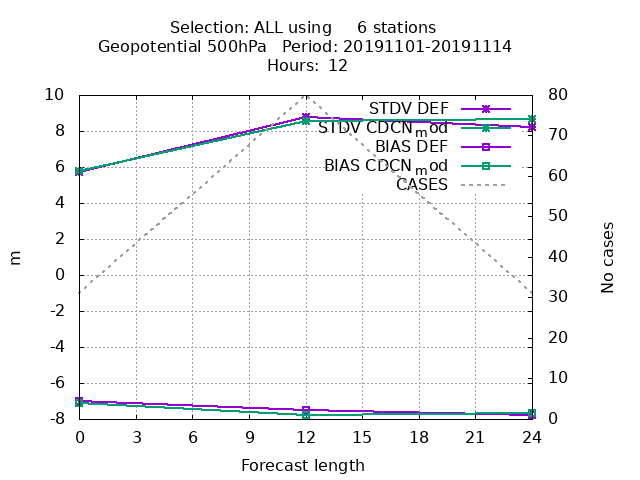 Selection: ALL using     6 stations
Geopotential 500hPa   Period: 20191101-20191114
Hours: 12
STDV DEF
STDV CDCN_mod
BIAS DEF
BIAS CDCN_mod
CASES
10
8
6
4
2
0
-2
-4
-6
-8
m
80
70
60
50
40
30
20
10
0
No cases
0 3 6 9 12 15 18 21 24
Forecast length